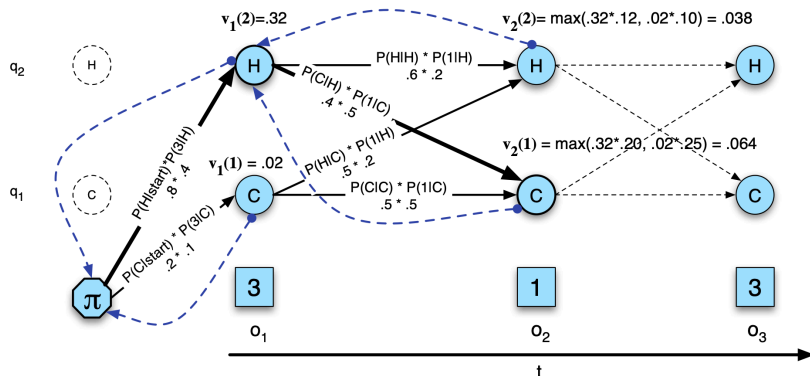 v1(2)=.32
v2(2)= max(.32*.12, .02*.10) = .038
q2
H
H
P(H|H) * P(1|H)
.6 * .2
H
H
P(C|H) * P(1|C)
.4 * .5
P(H|C) * P(1|H)
.5 * .2
v1(1) = .02
v2(1) = max(.32*.20, .02*.25) = .064
q1
C
C
P(C|C) * P(1|C)
.5 * .5
C
C
P(H|start)*P(3|H)
.8 * .4
P(C|start) * P(3|C)
.2 * .1
π
3
1
3
o1
o2
o3
t